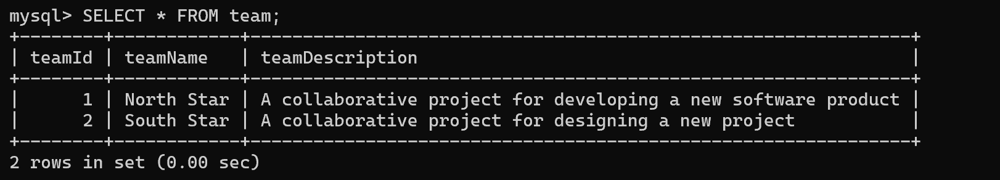 mysql> SELECT * FROM team;
+--------+------------+---------------------------------------------------------------+
| teamId | teamName   | teamDescription                                               |
+--------+------------+---------------------------------------------------------------+
|      1 | North Star | A collaborative project for developing a new software product |
|      2 | South Star | A collaborative project for designing a new project           |
+--------+------------+---------------------------------------------------------------+
2 rows in set (0.00 sec)